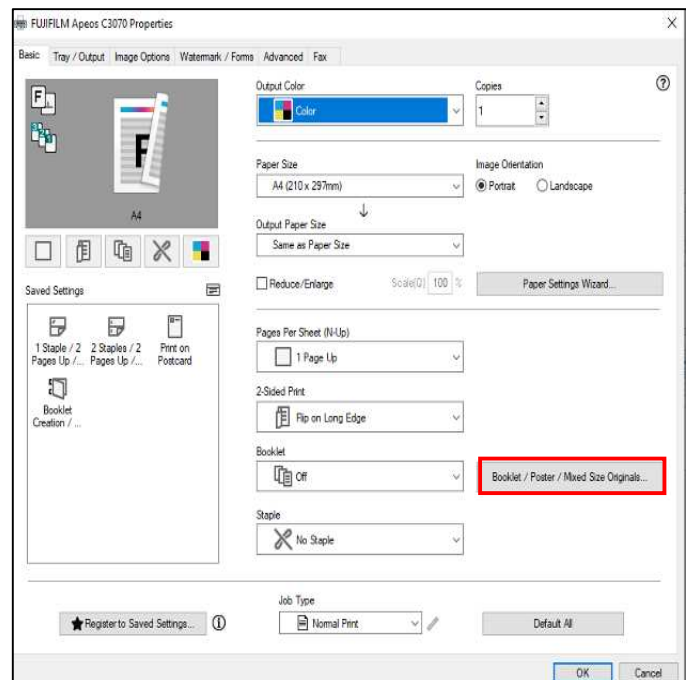 FUJIFILM Apeos C3070 Properties
Basic Tray / Output Image Options Watermark / Forms Advanced Fax
F
F
A4
Output Color
Color
Copies
1
Paper Size
A4 (210 x 297mm)
Image Orientation
Portrait Landscape
Output Paper Size
Same as Paper Size
Reduce/Enlarge Scale(Q) 100 %
Paper Settings Wizard...
Saved Settings
1 Staple / 2 Pages Up /...
2 Staples / 2 Pages Up /...
Print on Postcard
Booklet Creation / ...
Pages Per Sheet (N-Up)
1 Page Up
2-Sided Print
Flip on Long Edge
Booklet
Off
Booklet / Poster / Mixed Size Originals...
Staple
No Staple
Register to Saved Settings...
Job Type
Normal Print
Default All
OK Cancel